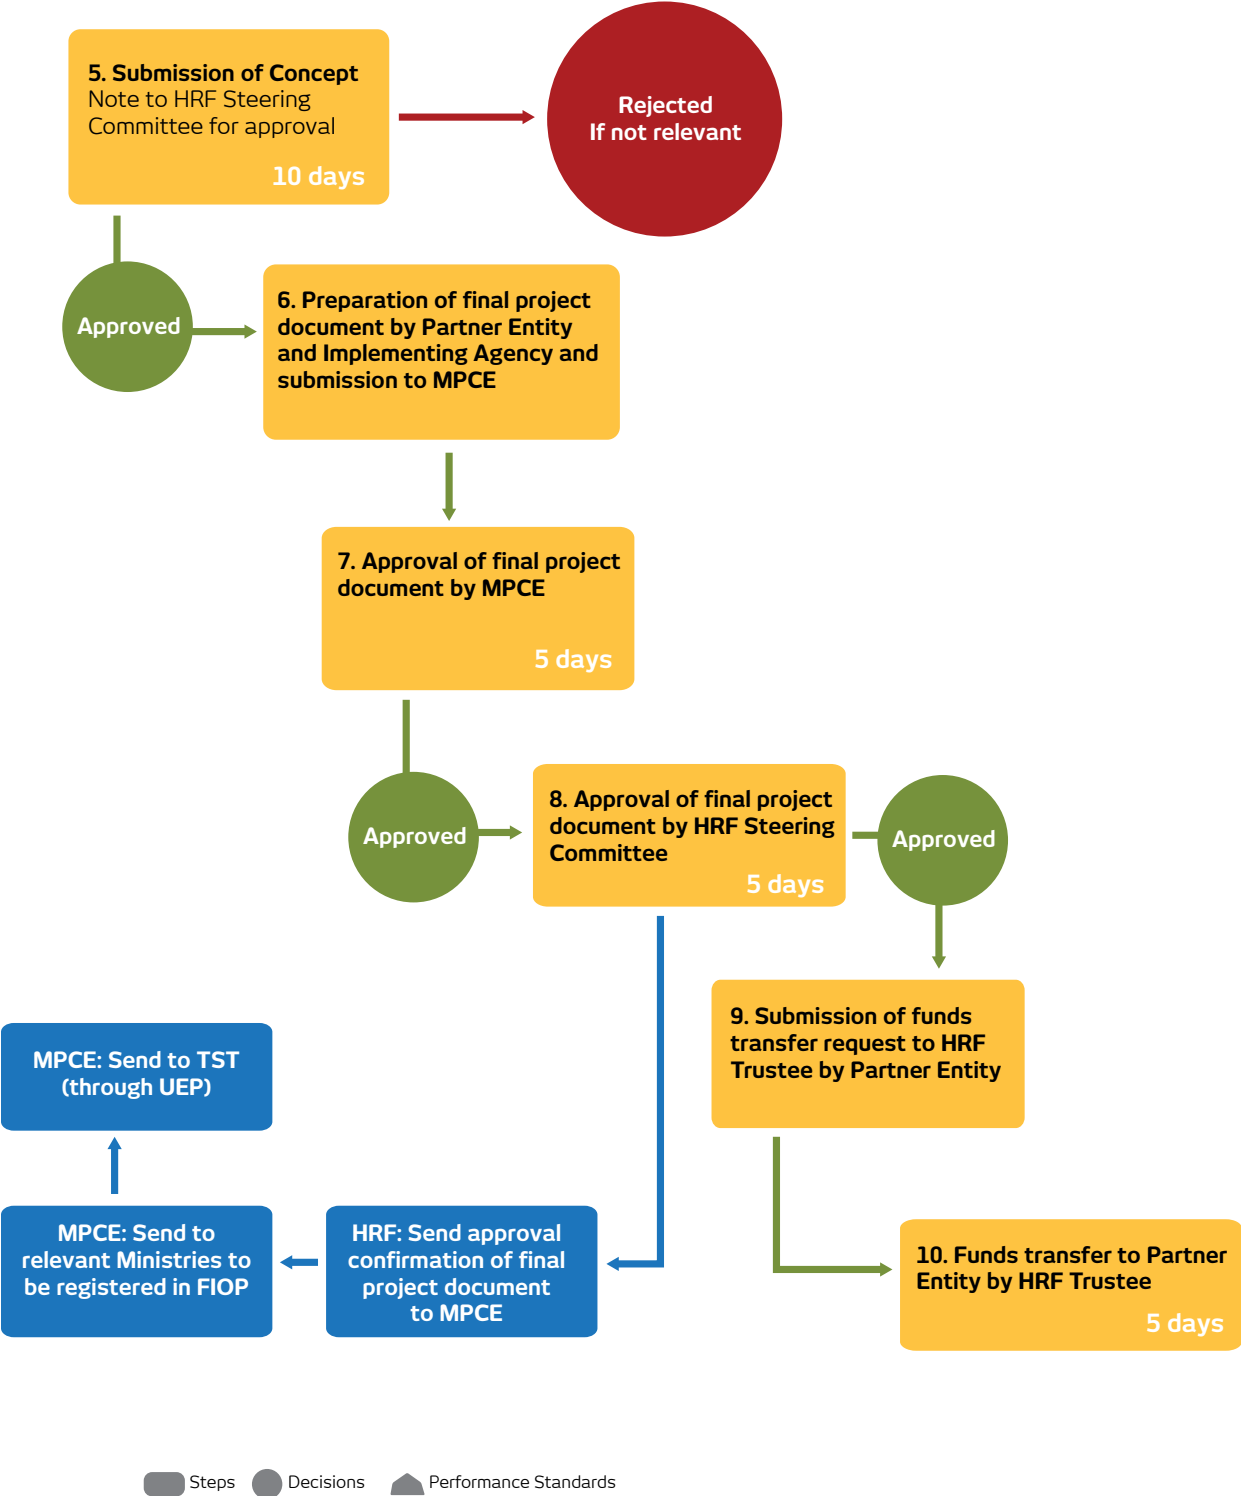 5. Submission of Concept
Note to HRF Steering
Committee for approval
10 days
Rejected
If not relevant
Approved
6. Preparation of final project
document by Partner Entity
and Implementing Agency and
submission to MPCE
7. Approval of final project
document by MPCE
5 days
Approved
8. Approval of final project
document by HRF Steering
Committee
5 days
Approved
9. Submission of funds
transfer request to HRF
Trustee by Partner Entity
MPCE: Send to TST
(through UEP)
MPCE: Send to
relevant Ministries to
be registered in FIOP
HRF: Send approval
confirmation of final
project document
to MPCE
10. Funds transfer to Partner
Entity by HRF Trustee
5 days
Steps
Decisions
Performance Standards